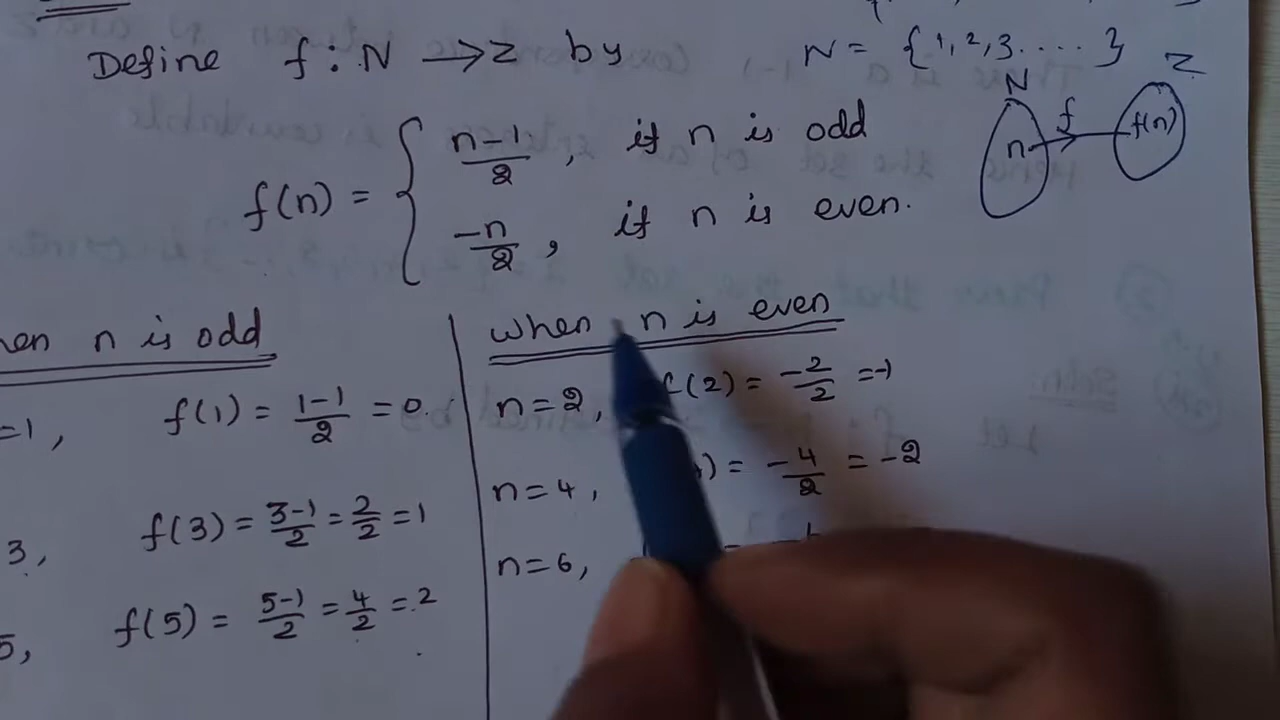 Define f : N → Z by N = {1, 2, 3. . . . }
f(n) = { n-1/2 , if n is odd
-n/2 , if n is even.
N Z
n f f(n)
n is odd
=1, f(1) = 1-1/2 = 0.
3, f(3) = 3-1/2 = 2/2 = 1
5, f(5) = 5-1/2 = 4/2 = 2
when n is even
n=2, (2) = -2/2 = -1
n=4, ) = -4/2 = -2
n=6,